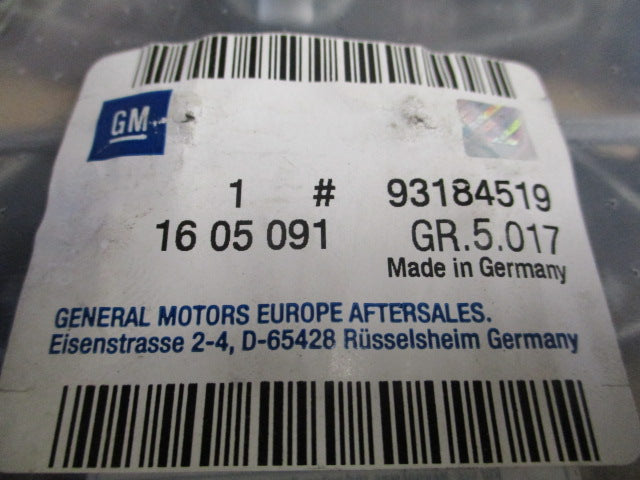 GM
1 # 93184519
16 05 091 GR.5.017
Made in Germany
GENERAL MOTORS EUROPE AFTERSALES.
Eisenstrasse 2-4, D-65428 Rüsselsheim Germany